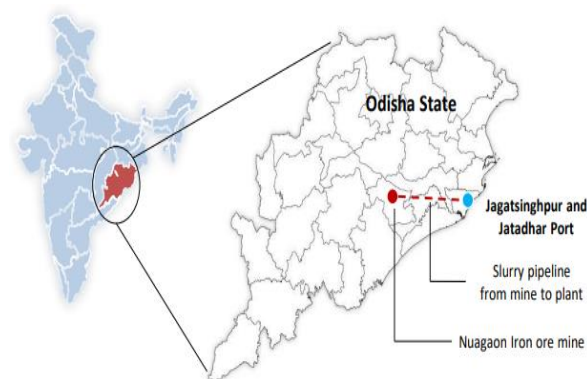 Odisha State
Jagatsinghpur and
Jatadhar Port
Slurry pipeline
from mine to plant
Nuagaon Iron ore mine